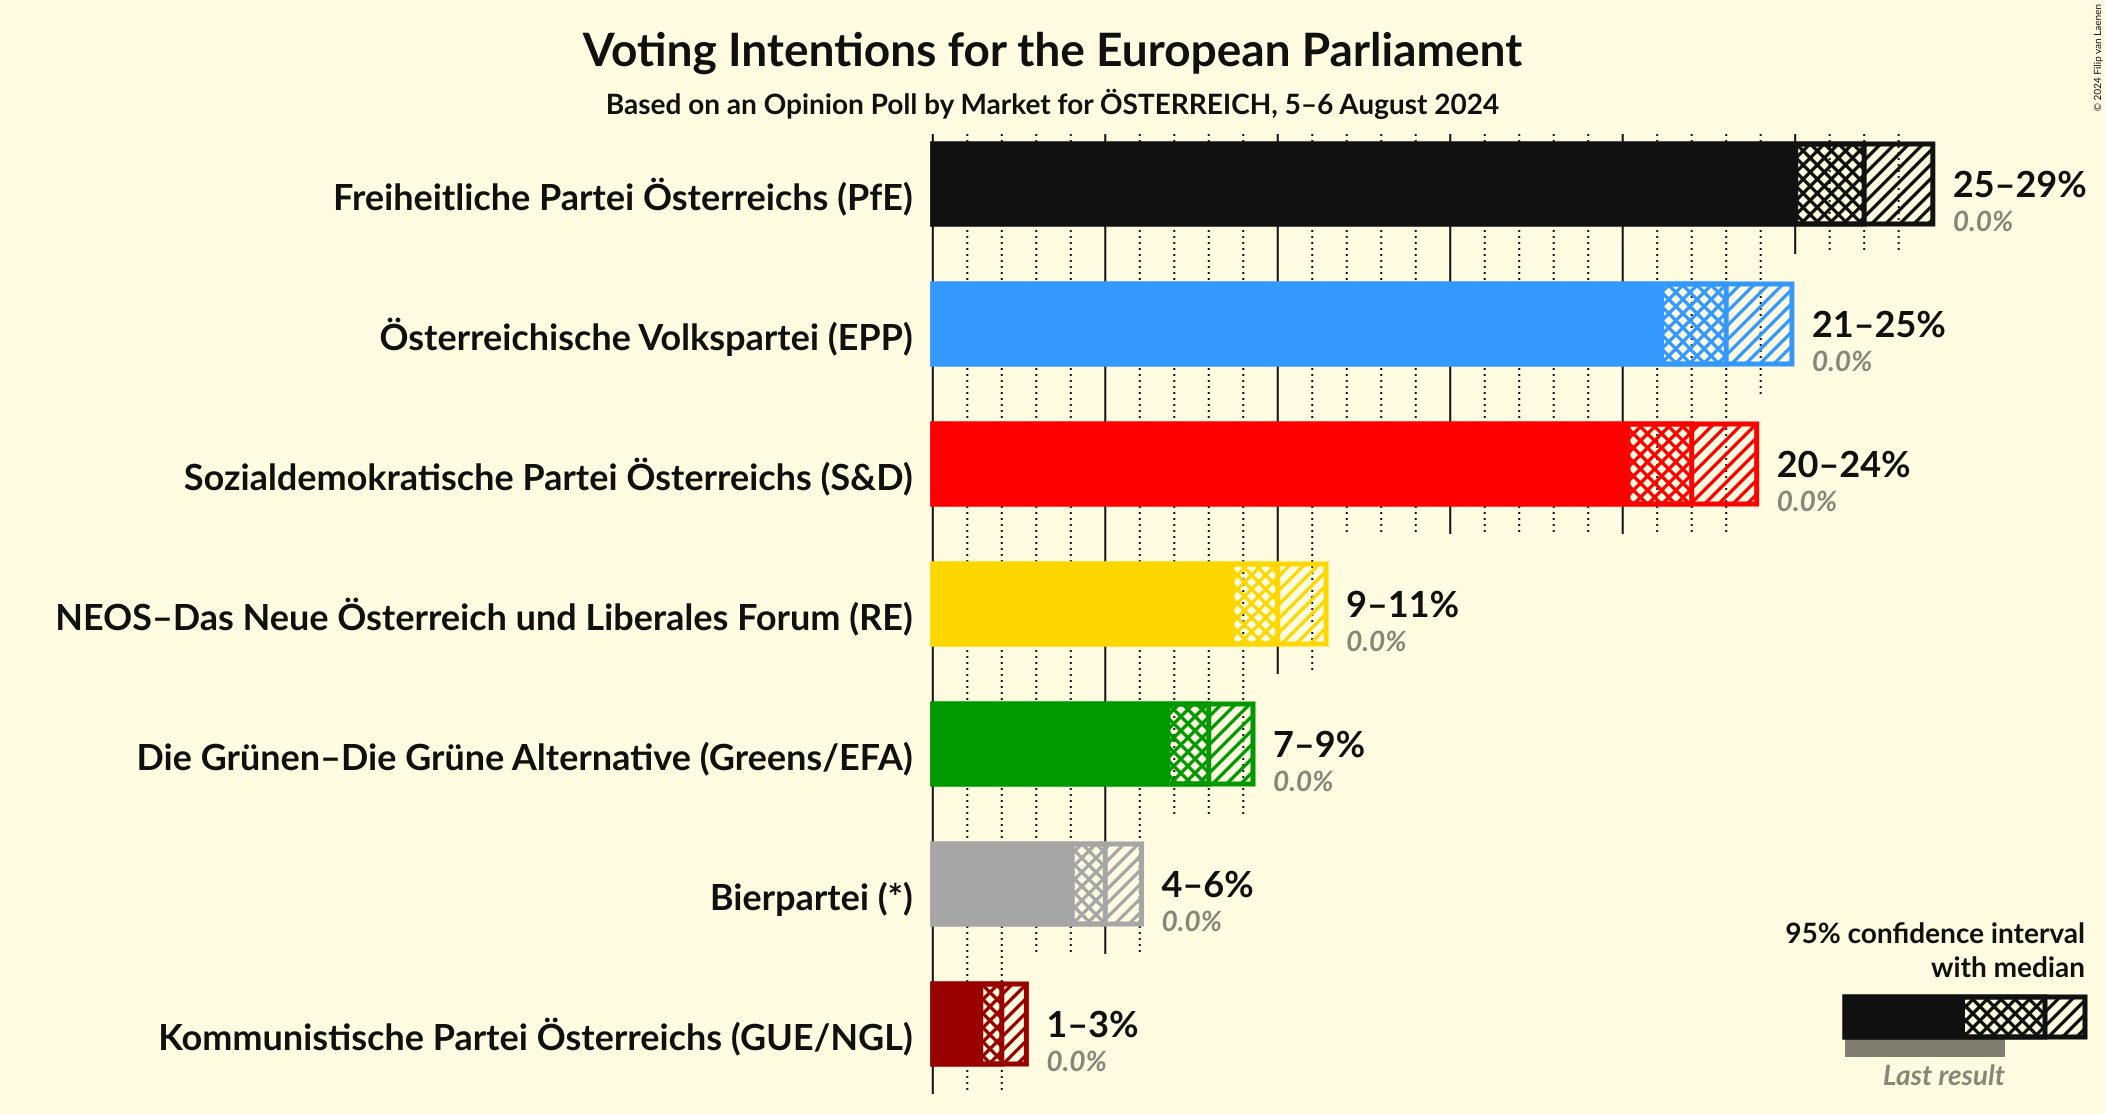 Voting Intentions for the European Parliament
Based on an Opinion Poll by Market for ÖSTERREICH, 5–6 August 2024
© 2024 Filip van Laenen
Freiheitliche Partei Österreichs (PfE)
25–29%
0.0%
Österreichische Volkspartei (EPP)
21–25%
0.0%
Sozialdemokratische Partei Österreichs (S&D)
20–24%
0.0%
NEOS–Das Neue Österreich und Liberales Forum (RE)
9–11%
0.0%
Die Grünen–Die Grüne Alternative (Greens/EFA)
7–9%
0.0%
Bierpartei (*)
4–6%
0.0%
Kommunistische Partei Österreichs (GUE/NGL)
1–3%
0.0%
95% confidence interval
with median
Last result